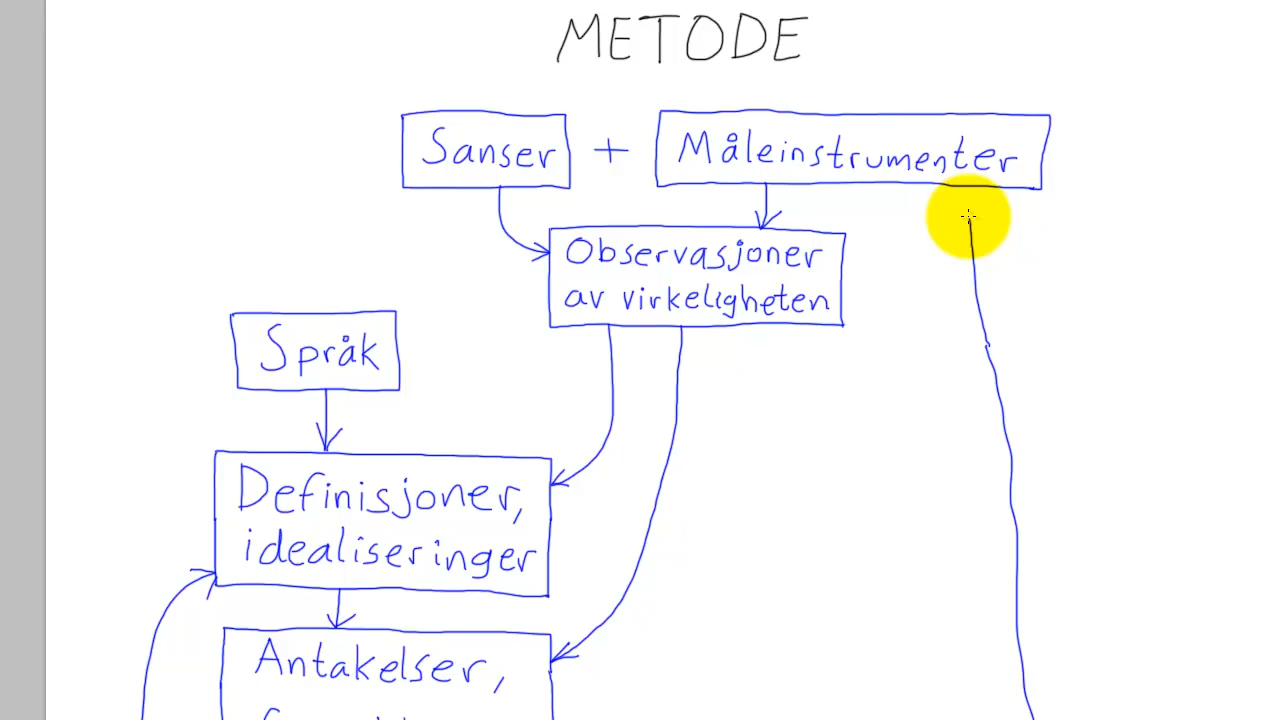 METODE
Sanser + Måleinstrumenter
Observasjoner
av virkeligheten
Språk
Definisjoner,
idealiseringer
Antakelser,